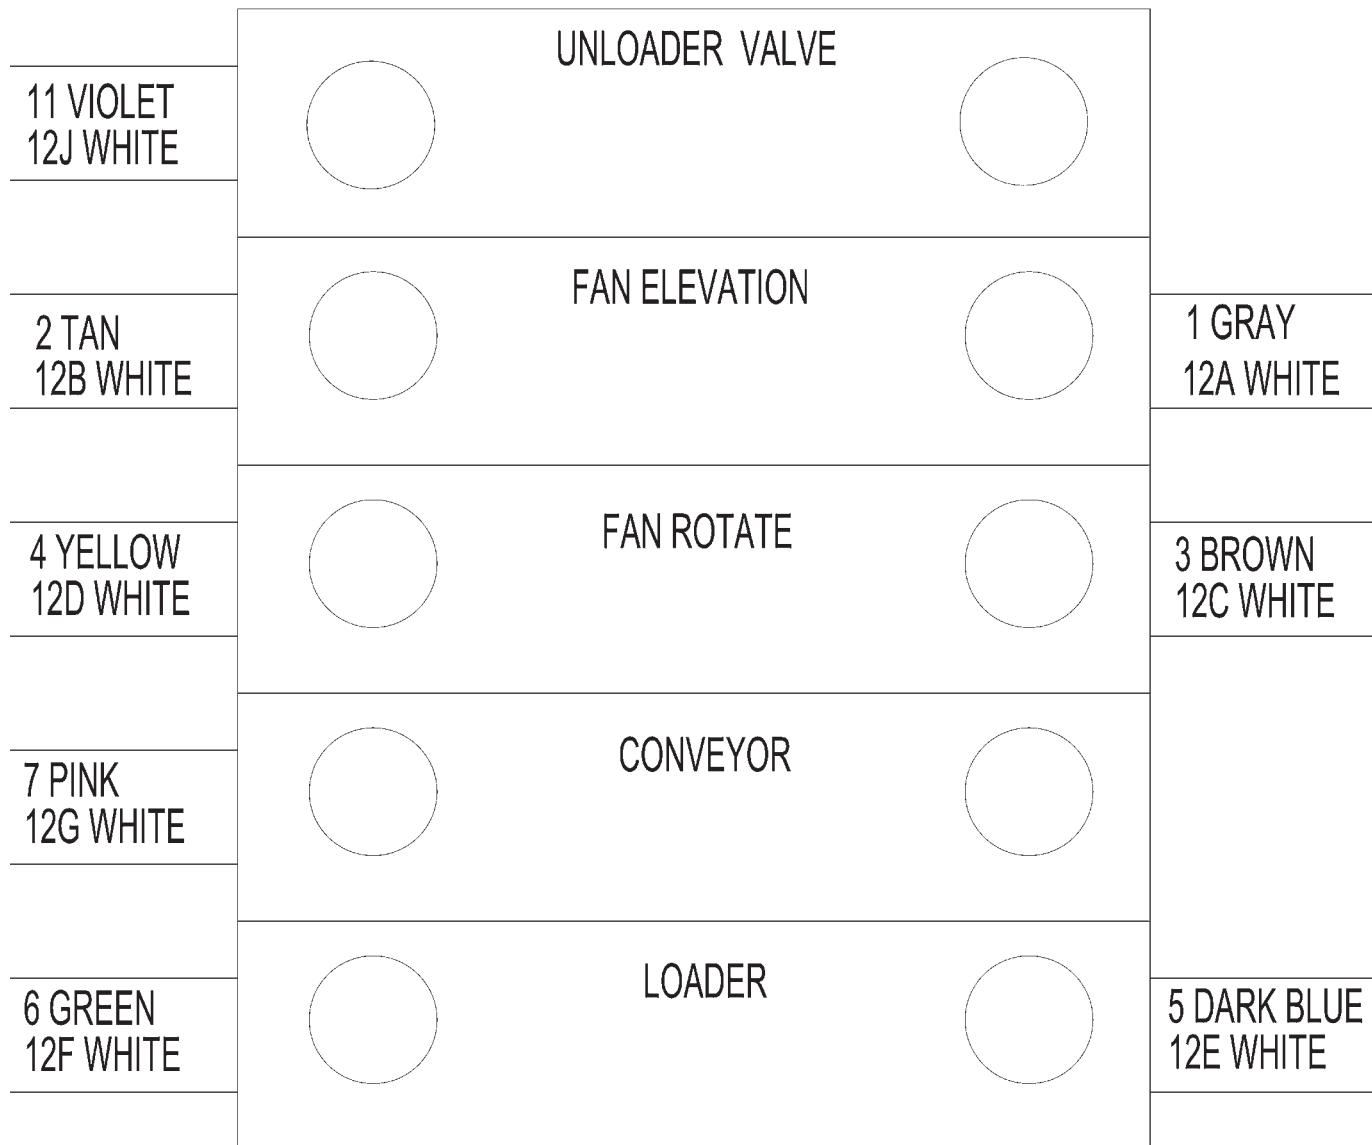 UNLOADER VALVE
11 VIOLET
12J WHITE
FAN ELEVATION
2 TAN
12B WHITE
1 GRAY
12A WHITE
FAN ROTATE
4 YELLOW
12D WHITE
3 BROWN
12C WHITE
CONVEYOR
7 PINK
12G WHITE
LOADER
6 GREEN
12F WHITE
5 DARK BLUE
12E WHITE